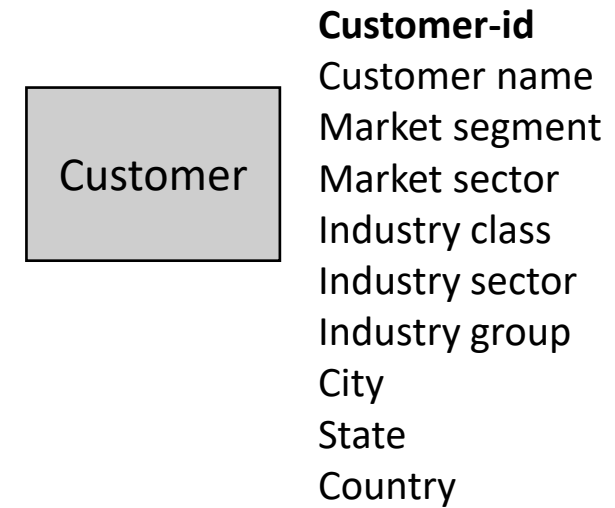 Customer
Customer-id
Customer name
Market segment
Market sector
Industry class
Industry sector
Industry group
City
State
Country